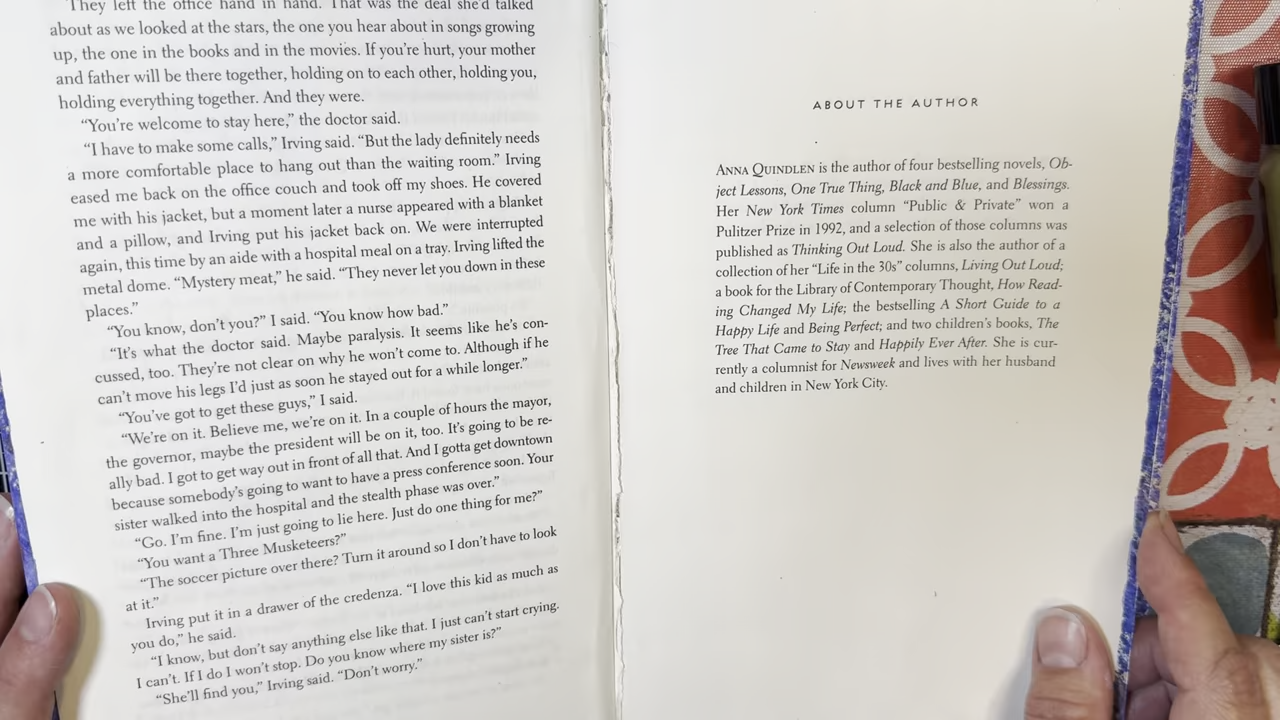 They left the office hand in hand. That was the deal she'd talked
about as we looked at the stars, the one you hear about in songs growing
up, the one in the books and in the movies. If you're hurt, your mother
and father will be there together, holding on to each other, holding you,
holding everything together. And they were.
“You're welcome to stay here,” the doctor said.
“I have to make some calls,” Irving said. “But the lady definitely needs
a more comfortable place to hang out than the waiting room.” Irving
eased me back on the office couch and took off my shoes. He covered
me with his jacket, but a moment later a nurse appeared with a blanket
and a pillow, and Irving put his jacket back on. We were interrupted
again, this time by an aide with a hospital meal on a tray. Irving lifted the
metal dome. “Mystery meat,” he said. “They never let you down in these
places.”
“You know, don't you?” I said. “You know how bad.”
“It's what the doctor said. Maybe paralysis. It seems like he's con-
cussed, too. They're not clear on why he won't come to. Although if he
can't move his legs I'd just as soon he stayed out for a while longer.”
“You've got to get these guys,” I said.
“We're on it. Believe me, we're on it. In a couple of hours the mayor,
the governor, maybe the president will be on it, too. It's going to be re-
ally bad. I got to get way out in front of all that. And I gotta get downtown
because somebody's going to want to have a press conference soon. Your
sister walked into the hospital and the stealth phase was over.”
“Go. I'm fine. I'm just going to lie here. Just do one thing for me?”
“You want a Three Musketeers?”
“The soccer picture over there? Turn it around so I don't have to look
at it.”
Irving put it in a drawer of the credenza. “I love this kid as much as
you do,” he said.
“I know, but don't say anything else like that. I just can't start crying.
I can't. If I do I won't stop. Do you know where my sister is?”
“She'll find you,” Irving said. “Don't worry.”
ABOUT THE AUTHOR
ANNA QUINDLEN is the author of four bestselling novels, Ob-
ject Lessons, One True Thing, Black and Blue, and Blessings.
Her New York Times column “Public & Private” won a
Pulitzer Prize in 1992, and a selection of those columns was
published as Thinking Out Loud. She is also the author of a
collection of her “Life in the 30s” columns, Living Out Loud;
a book for the Library of Contemporary Thought, How Read-
ing Changed My Life; the bestselling A Short Guide to a
Happy Life and Being Perfect; and two children's books, The
Tree That Came to Stay and Happily Ever After. She is cur-
rently a columnist for Newsweek and lives with her husband
and children in New York City.